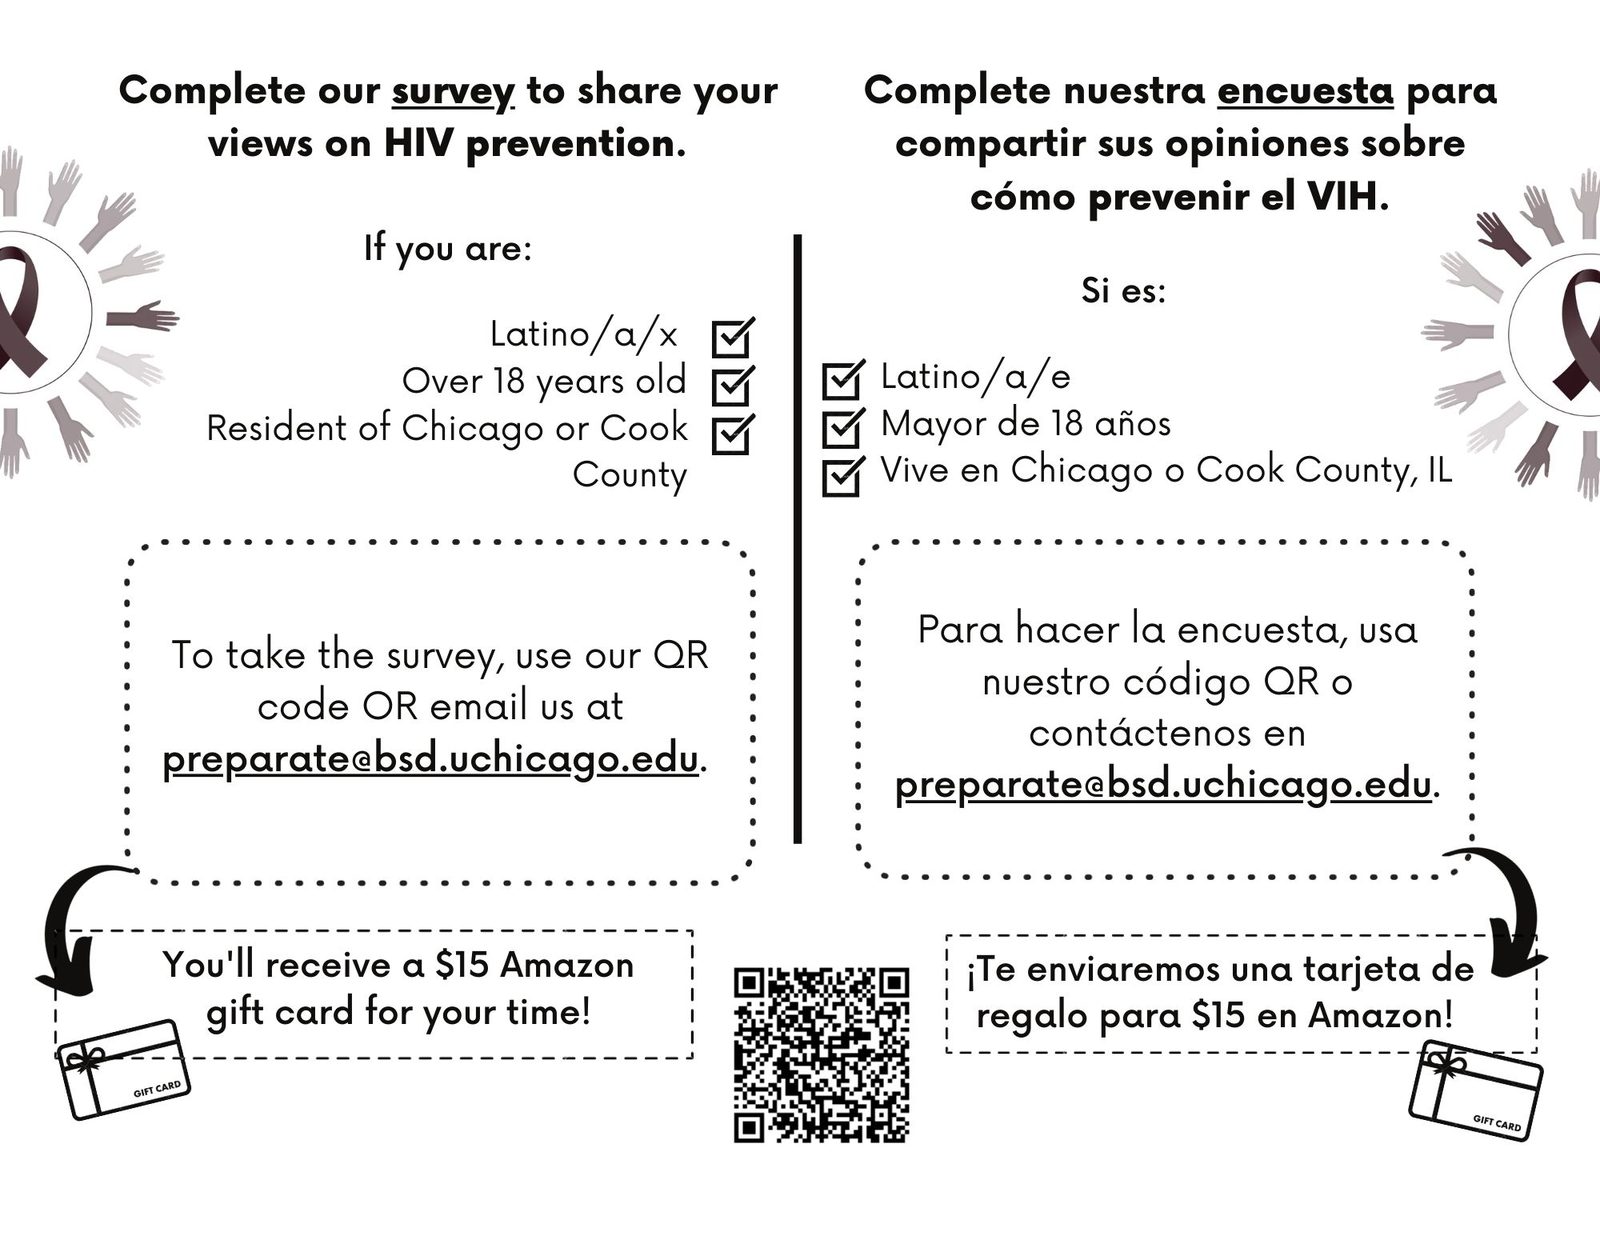 Complete our survey to share your
views on HIV prevention.
If you are:
Latino/a/x
Over 18 years old
Resident of Chicago or Cook
County
To take the survey, use our QR
code OR email us at
preparate@bsd.uchicago.edu.
You'll receive a $15 Amazon
gift card for your time!
GIFT CARD
Complete nuestra encuesta para
compartir sus opiniones sobre
cómo prevenir el VIH.
Si es:
Latino/a/e
Mayor de 18 años
Vive en Chicago o Cook County, IL
Para hacer la encuesta, usa
nuestro código QR o
contáctenos en
preparate@bsd.uchicago.edu.
¡Te enviaremos una tarjeta de
regalo para $15 en Amazon!
GIFT CARD